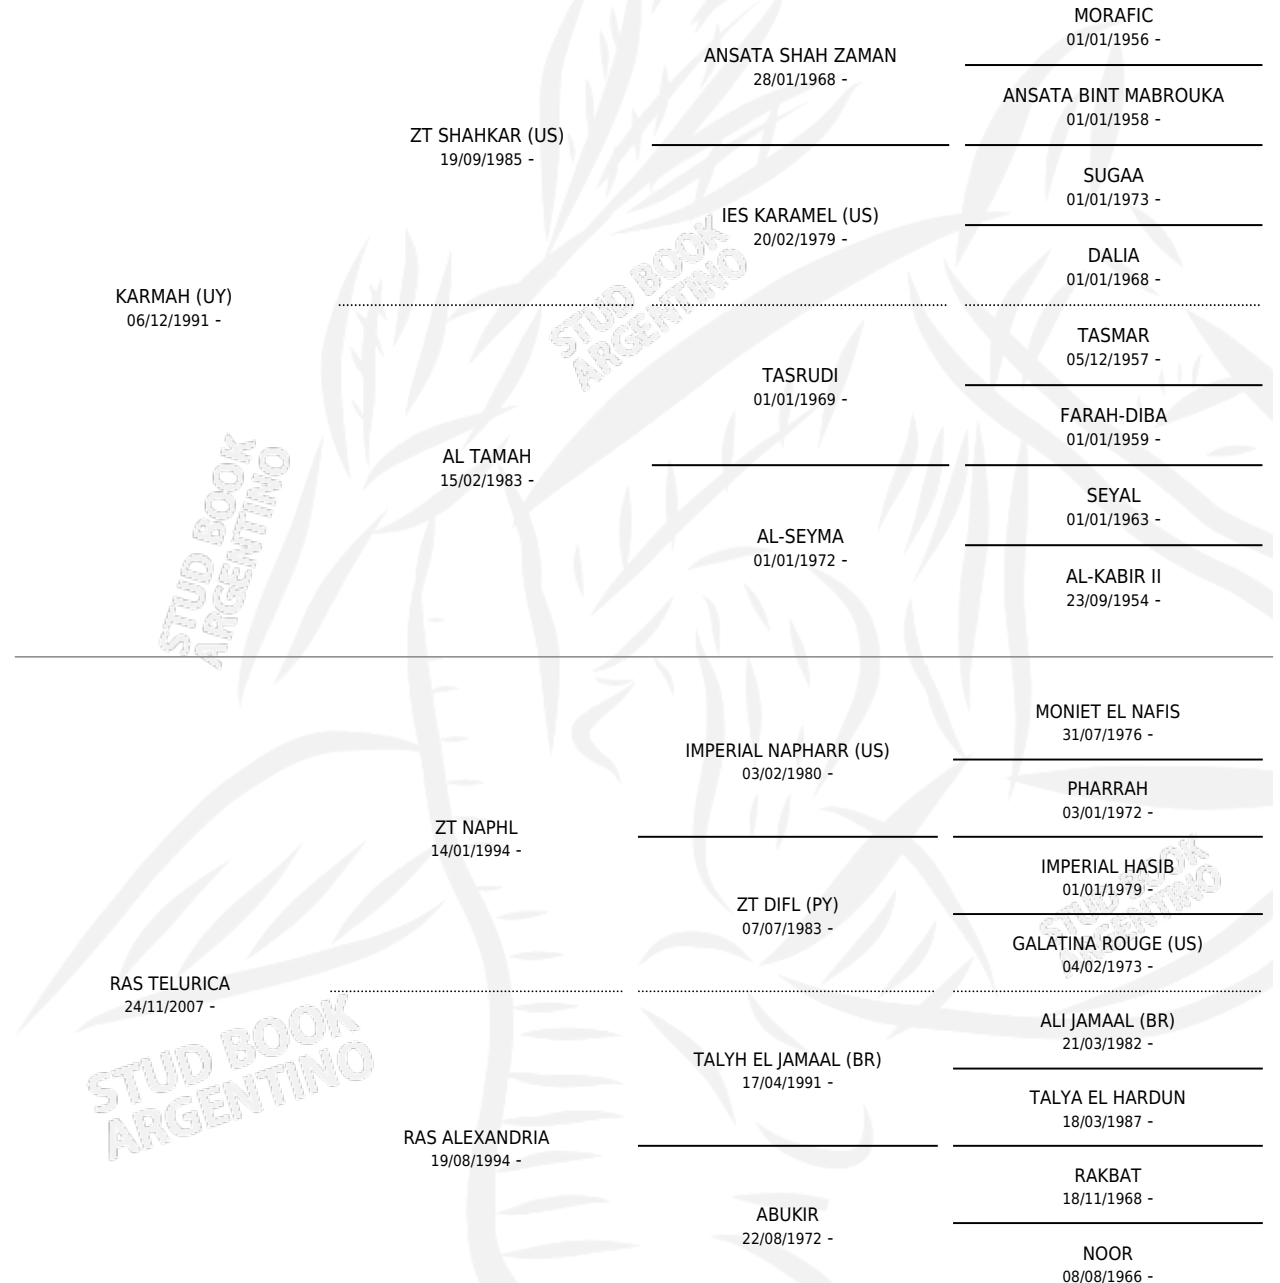 MORAFIC
01/01/1956 -
ANSATA SHAH ZAMAN
28/01/1968 -
ANSATA BINT MABROUKA
01/01/1958 -
ZT SHAHKAR (US)
19/09/1985 -
SUGAA
01/01/1973 -
IES KARAMEL (US)
20/02/1979 -
DALIA
01/01/1968 -
KARMAH (UY)
06/12/1991 -
TASMAR
05/12/1957 -
TASRUDI
01/01/1969 -
FARAH-DIBA
01/01/1959 -
AL TAMAH
15/02/1983 -
SEYAL
01/01/1963 -
AL-SEYMA
01/01/1972 -
AL-KABIR II
23/09/1954 -
MONIET EL NAFIS
31/07/1976 -
IMPERIAL NAPHARR (US)
03/02/1980 -
PHARRAH
03/01/1972 -
ZT NAPHL
14/01/1994 -
IMPERIAL HASIB
01/01/1979 -
ZT DIFL (PY)
07/07/1983 -
GALATINA ROUGE (US)
04/02/1973 -
RAS TELURICA
24/11/2007 -
ALI JAMAAL (BR)
21/03/1982 -
TALYH EL JAMAAL (BR)
17/04/1991 -
TALYA EL HARDUN
18/03/1987 -
RAS ALEXANDRIA
19/08/1994 -
RAKBAT
18/11/1968 -
ABUKIR
22/08/1972 -
NOOR
08/08/1966 -
STUD BOOK
ARGENTINO
STUD BOOK
ARGENTINO
STUD BOOK
ARGENTINO
STUD BOOK
ARGENTINO